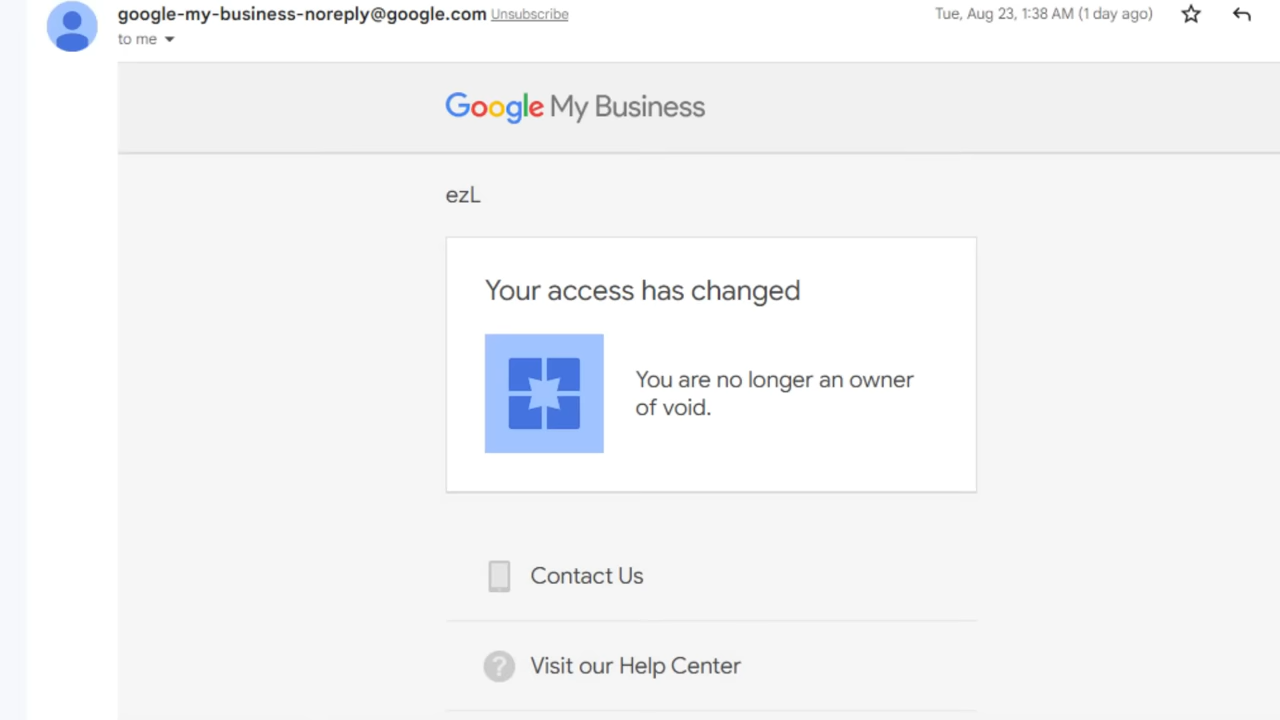 google-my-business-noreply@google.com Unsubscribe
Tue, Aug 23, 1:38 AM (1 day ago)
to me
Google My Business
ezL
Your access has changed
You are no longer an owner
of void.
Contact Us
? Visit our Help Center